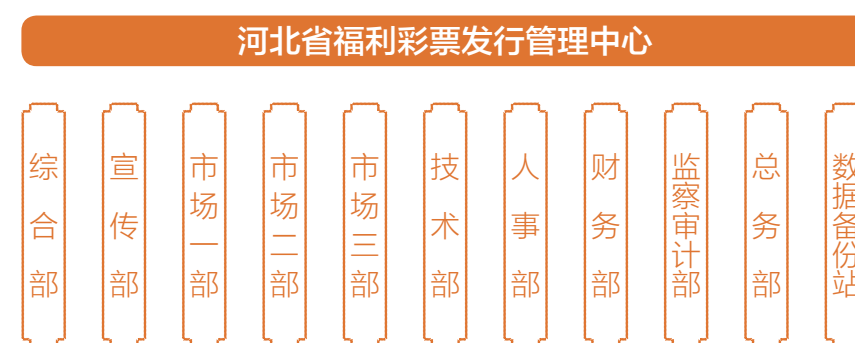 河北省福利彩票发行管理中心
综合部
宣传部
市场一部
市场二部
市场三部
技术部
人事部
财务部
监察审计部
总务部
数据备份站